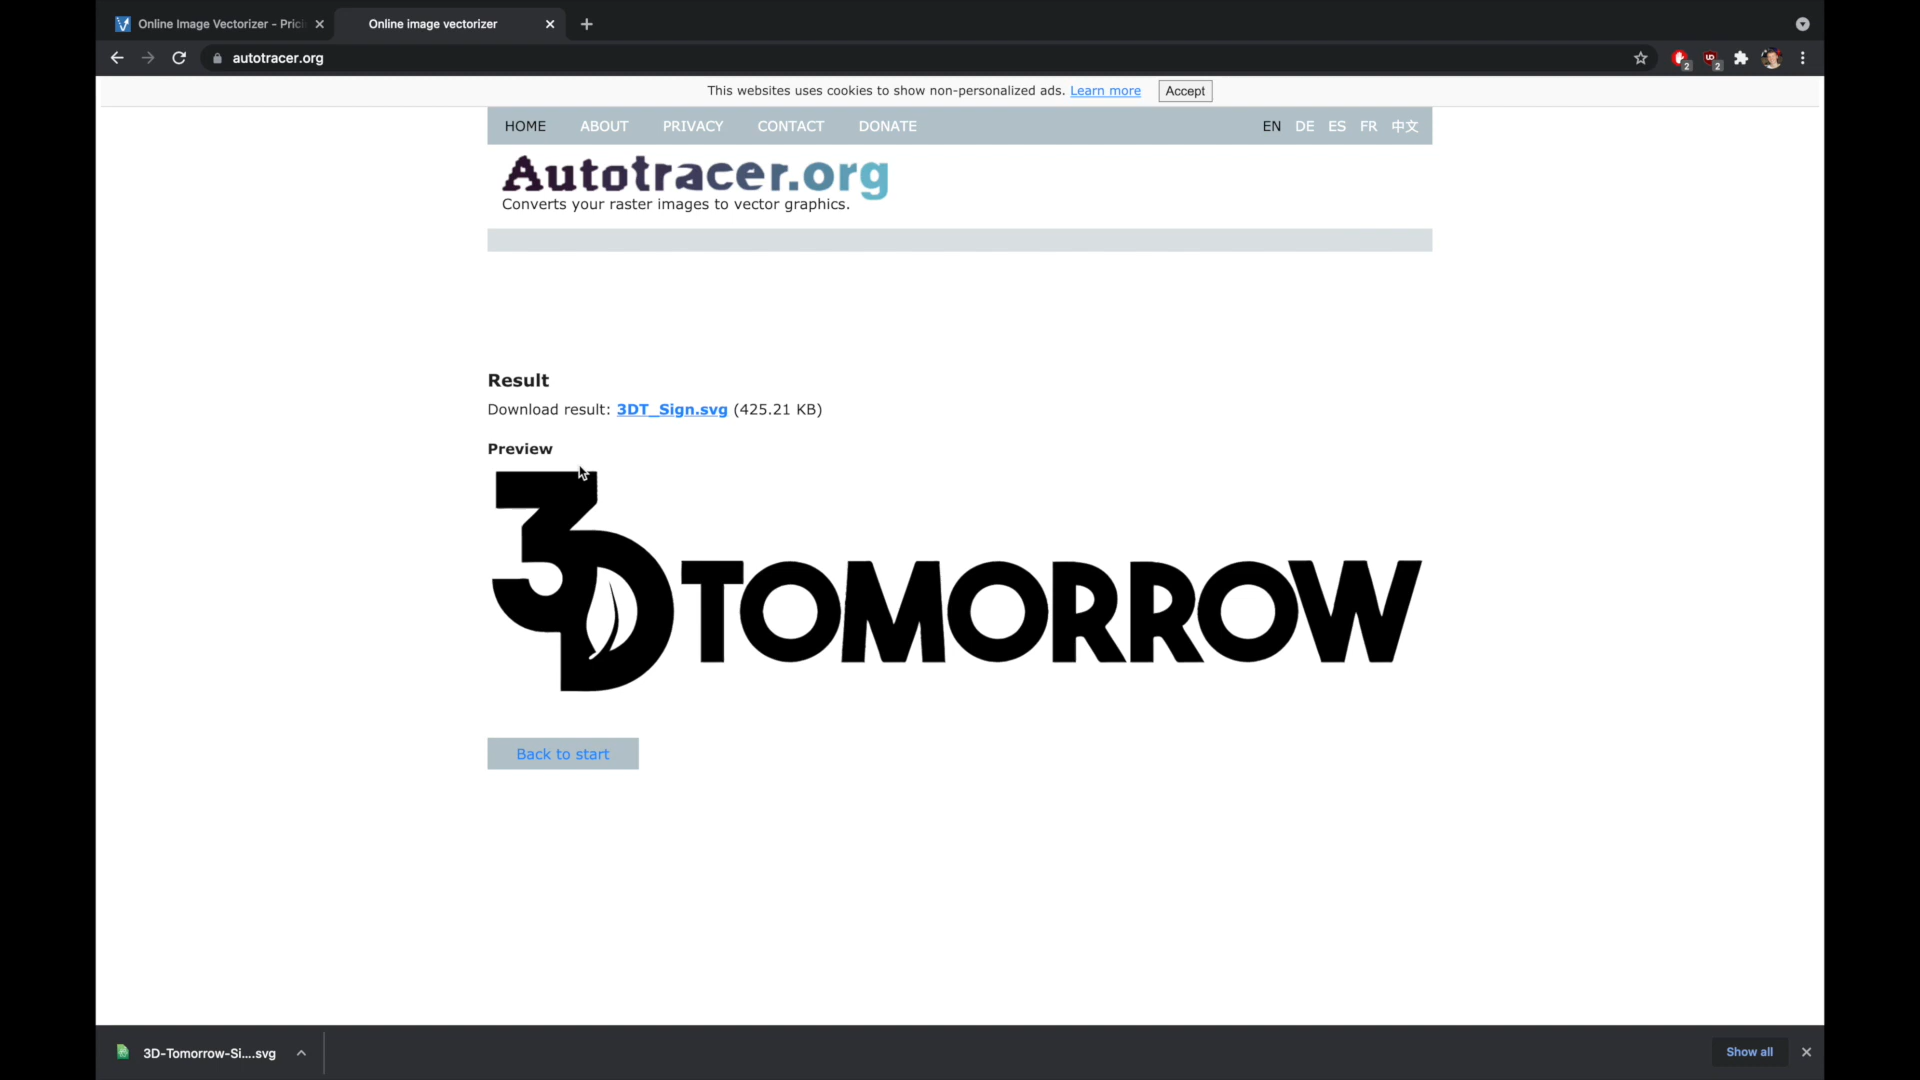 Online Image Vectorizer - Prici
Online image vectorizer
autotracer.org
2
2
This websites uses cookies to show non-personalized ads. Learn more
Accept
HOME ABOUT PRIVACY CONTACT DONATE EN DE ES FR 中文
Autotracer.org
Converts your raster images to vector graphics.
Result
Download result: 3DT_Sign.svg (425.21 KB)
Preview
3D TOMORROW
Back to start
3D-Tomorrow-Si....svg
Show all